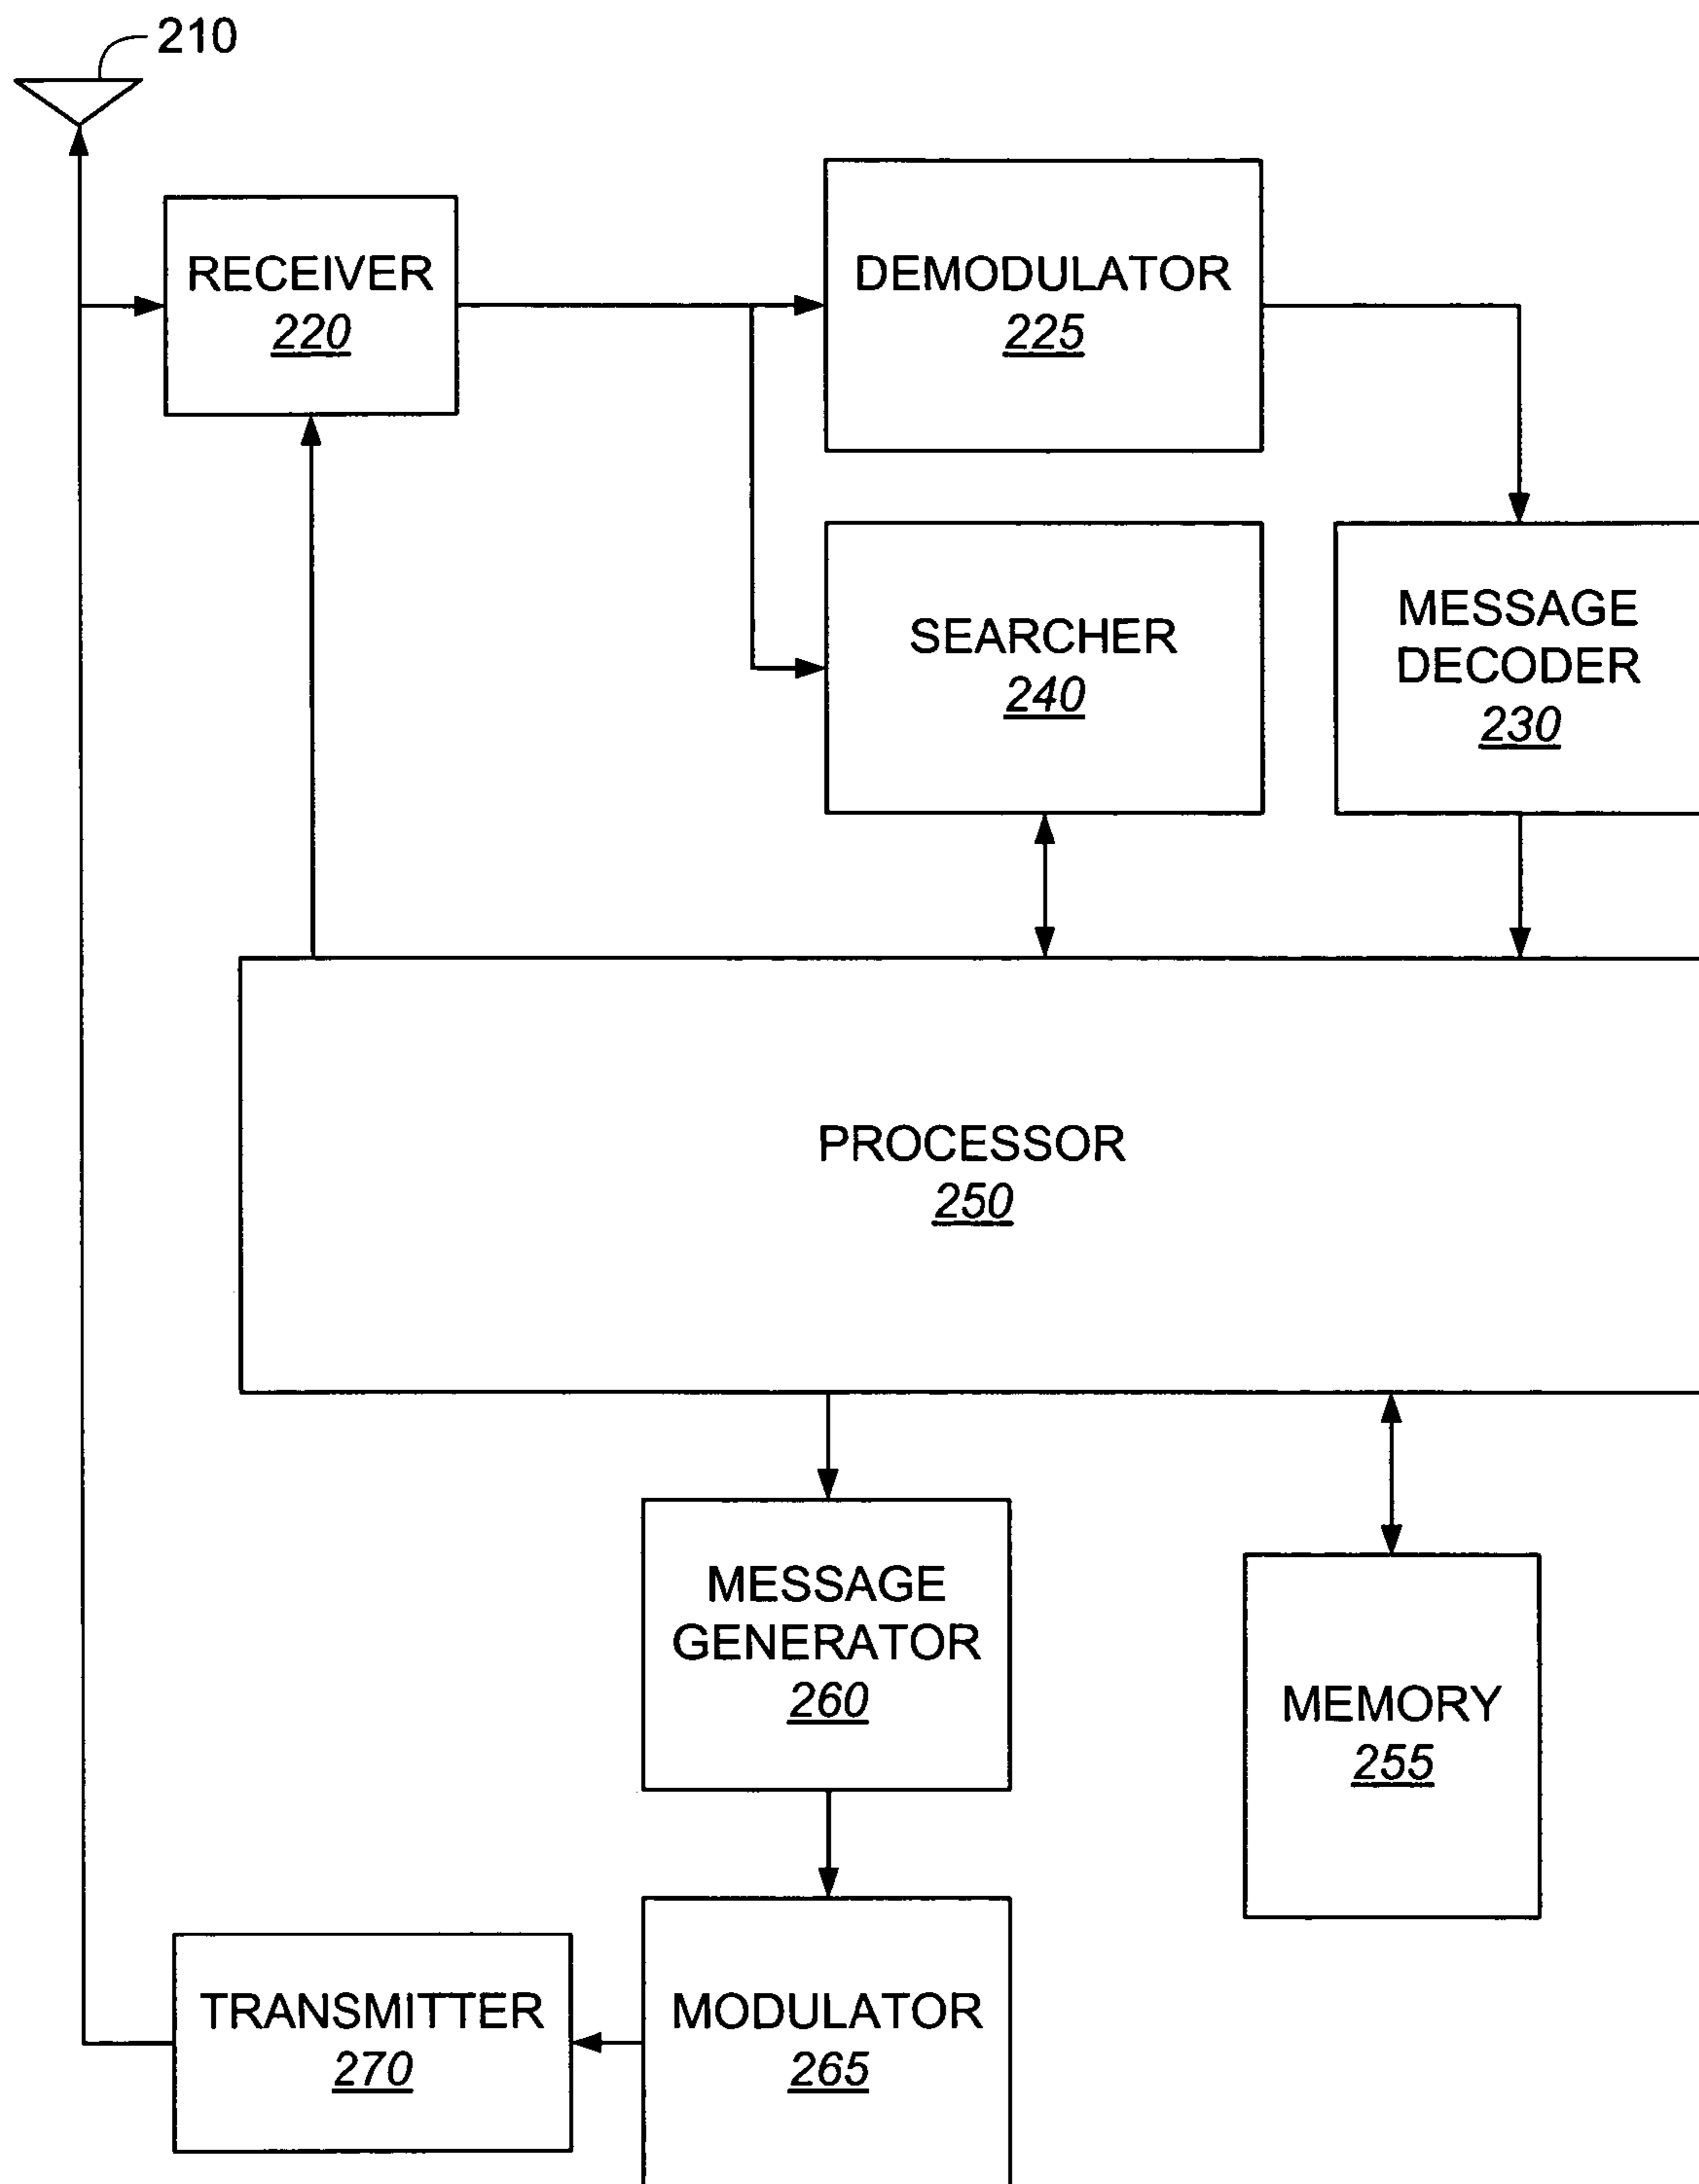 210
RECEIVER
220
DEMODULATOR
225
SEARCHER
240
MESSAGE
DECODER
230
PROCESSOR
250
MESSAGE
GENERATOR
260
MEMORY
255
TRANSMITTER
270
MODULATOR
265